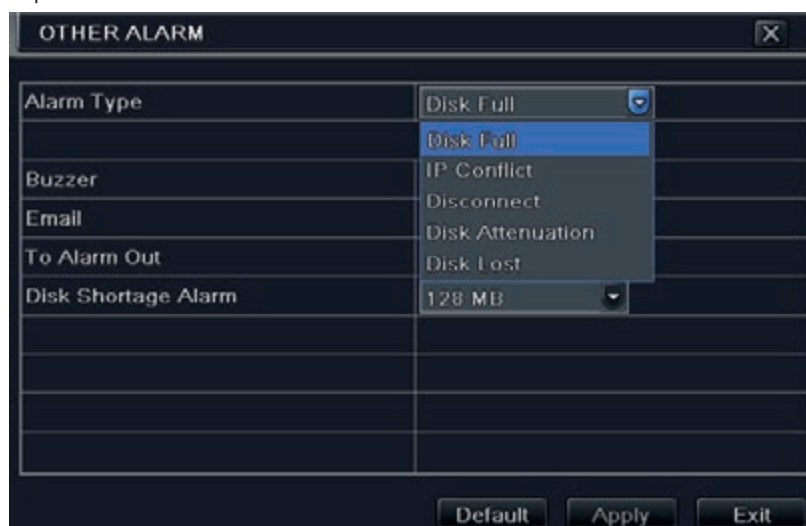 OTHER ALARM X
Alarm Type Disk Full
Disk Full
IP Conflict
Buzzer
Disconnect
Email
Disk Attenuation
To Alarm Out
Disk Lost
Disk Shortage Alarm 128 MB
Default Apply Exit